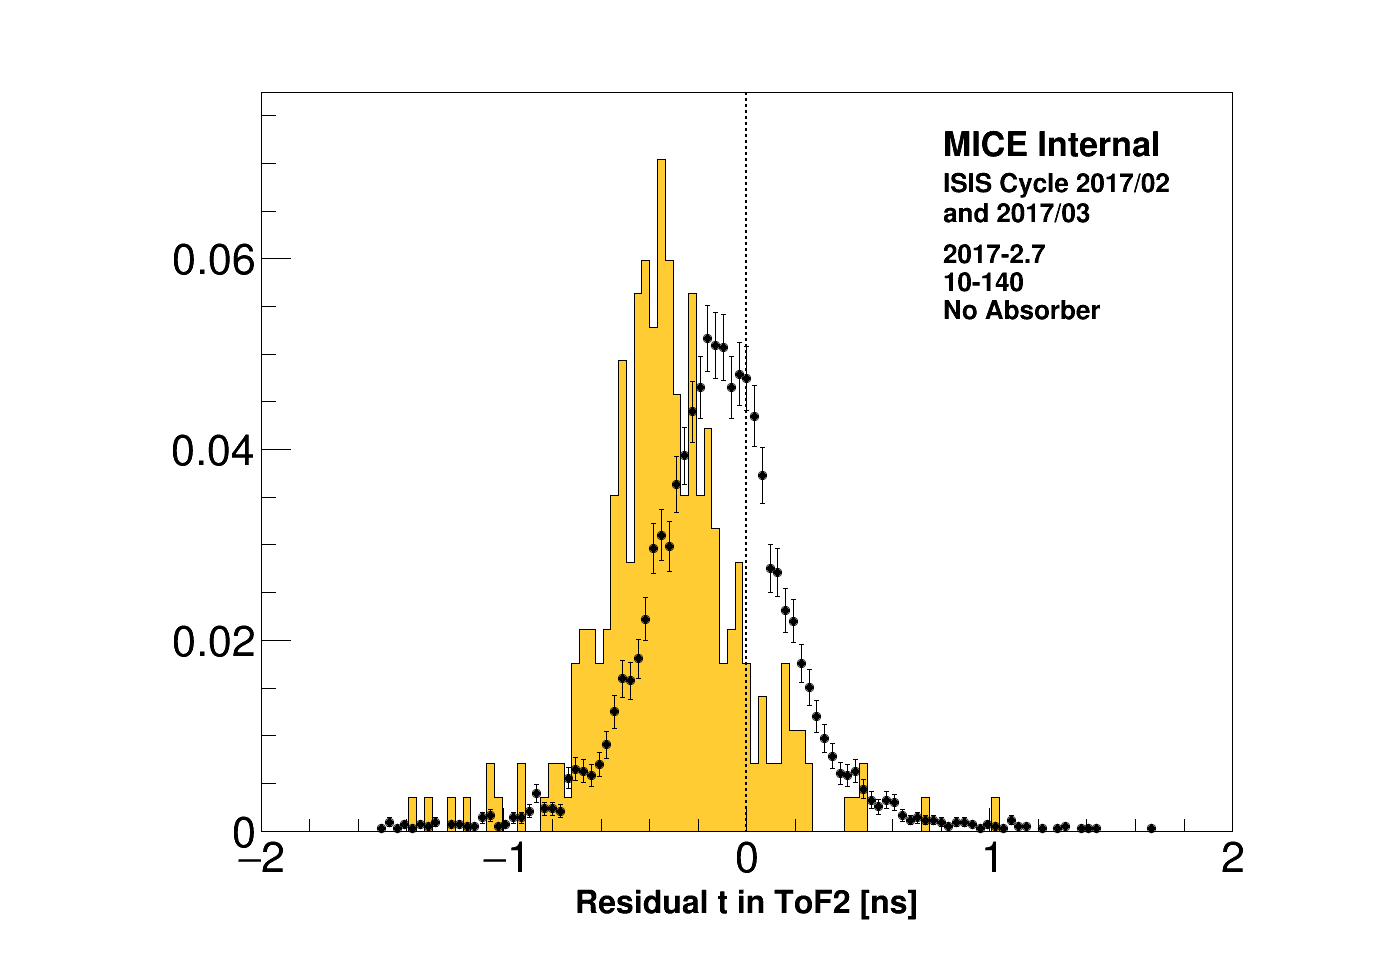 MICE Internal
ISIS Cycle 2017/02
and 2017/03
2017-2.7
10-140
No Absorber
0.06
0.04
0.02
0
−2 −1 0 1 2
Residual t in ToF2 [ns]